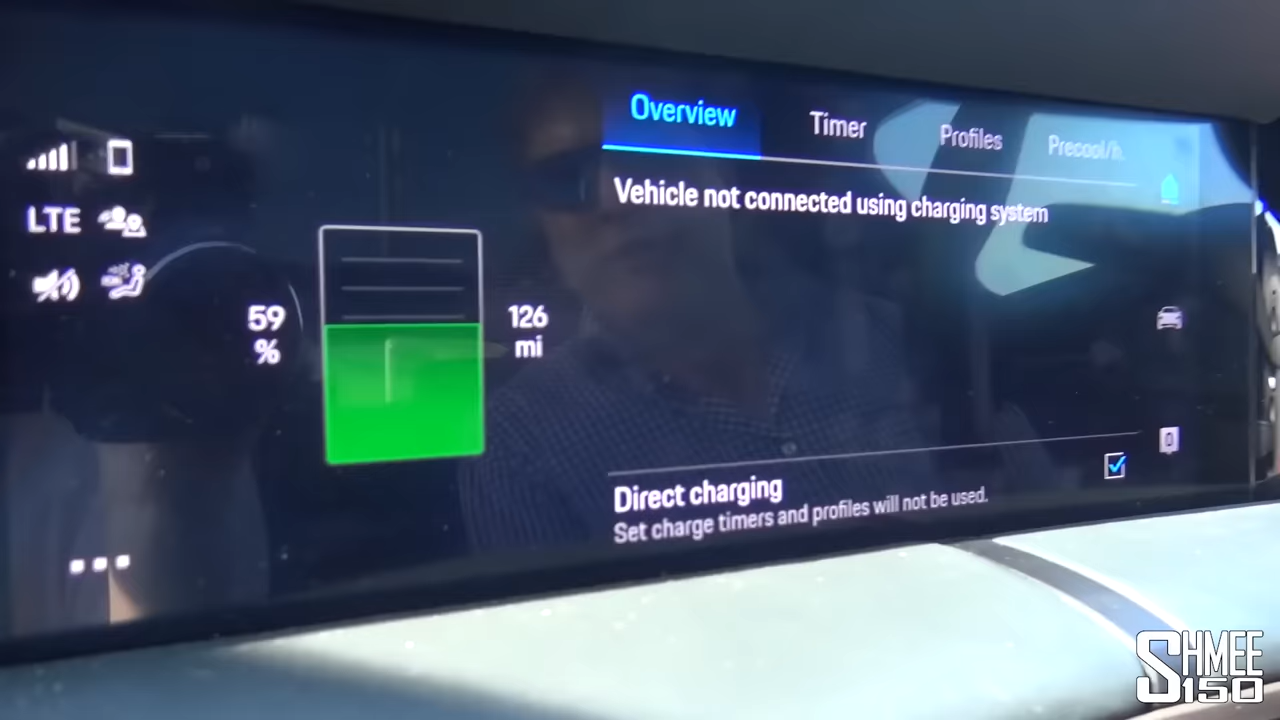 Overview
Timer
Profiles
Precool/h.
Vehicle not connected using charging system
LTE
59
%
126
mi
Direct charging
Set charge timers and profiles will not be used.
SHMEE
150